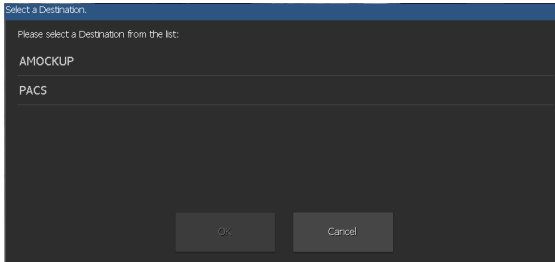 Select a Destination.
Please select a Destination from the list:
AMOCKUP
PACS
OK
Cancel